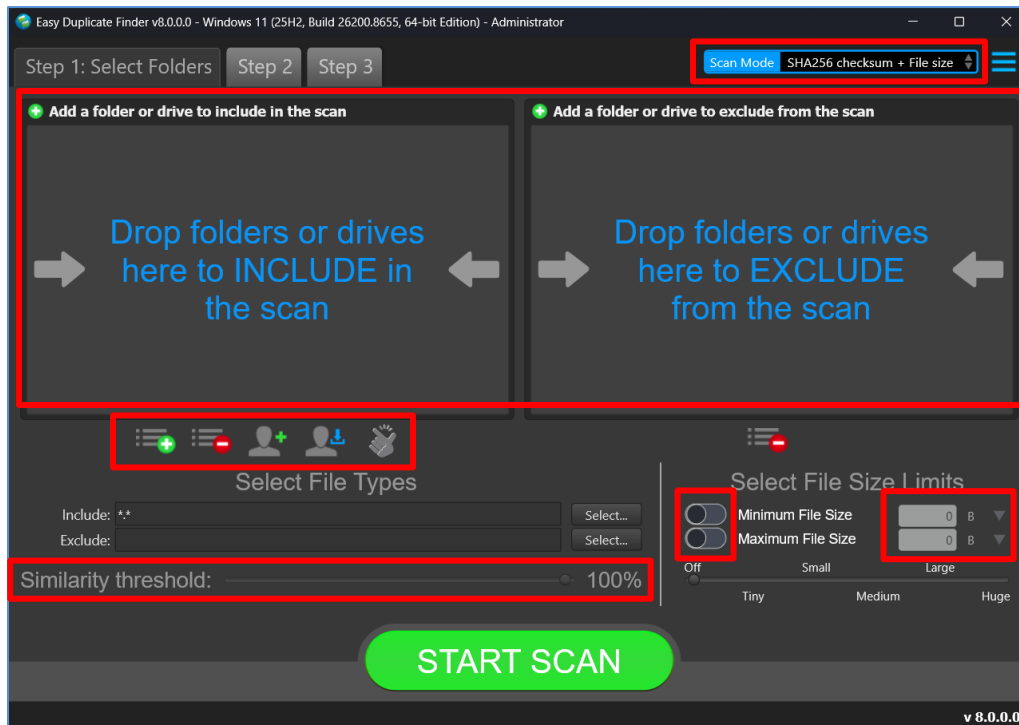 Easy Duplicate Finder v8.0.0.0 - Windows 11 (25H2, Build 26200.8655, 64-bit Edition) - Administrator
Step 1: Select Folders Step 2 Step 3 Scan Mode SHA256 checksum + File size
Add a folder or drive to include in the scan Add a folder or drive to exclude from the scan
Drop folders or drives
here to INCLUDE in
the scan
Drop folders or drives
here to EXCLUDE
from the scan
Select File Types
Include: *.* Select...
Exclude: Select...
Similarity threshold: 100%
Select File Size Limits
Minimum File Size 0 B
Maximum File Size 0 B
Off Small Large
Tiny Medium Huge
START SCAN
v 8.0.0.0